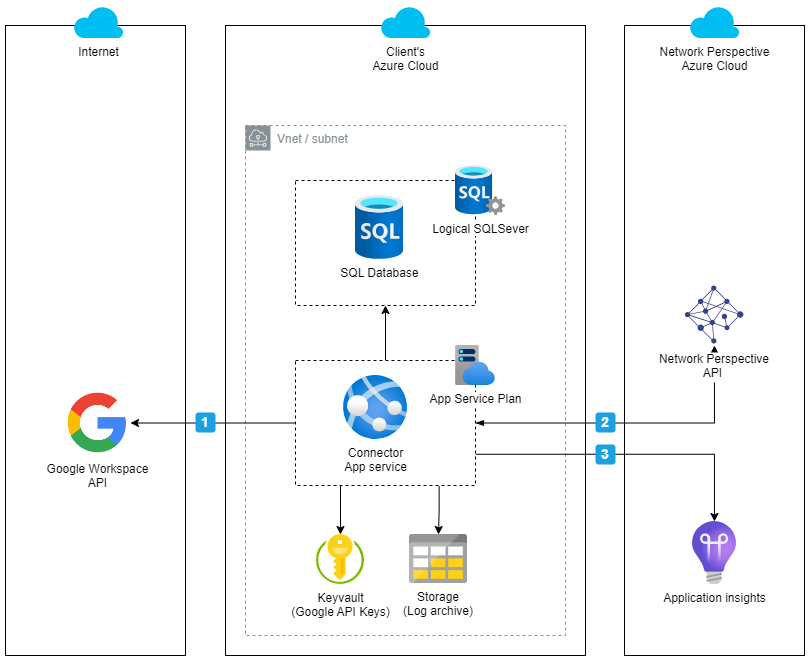 Internet
Client's
Azure Cloud
Network Perspective
Azure Cloud
Vnet / subnet
SQL
Logical SQLSever
SQL
SQL Database
Network Perspective
API
App Service Plan
1
2
3
Connector
App service
Google Workspace
API
Keyvault
(Google API Keys)
Storage
(Log archive)
Application insights